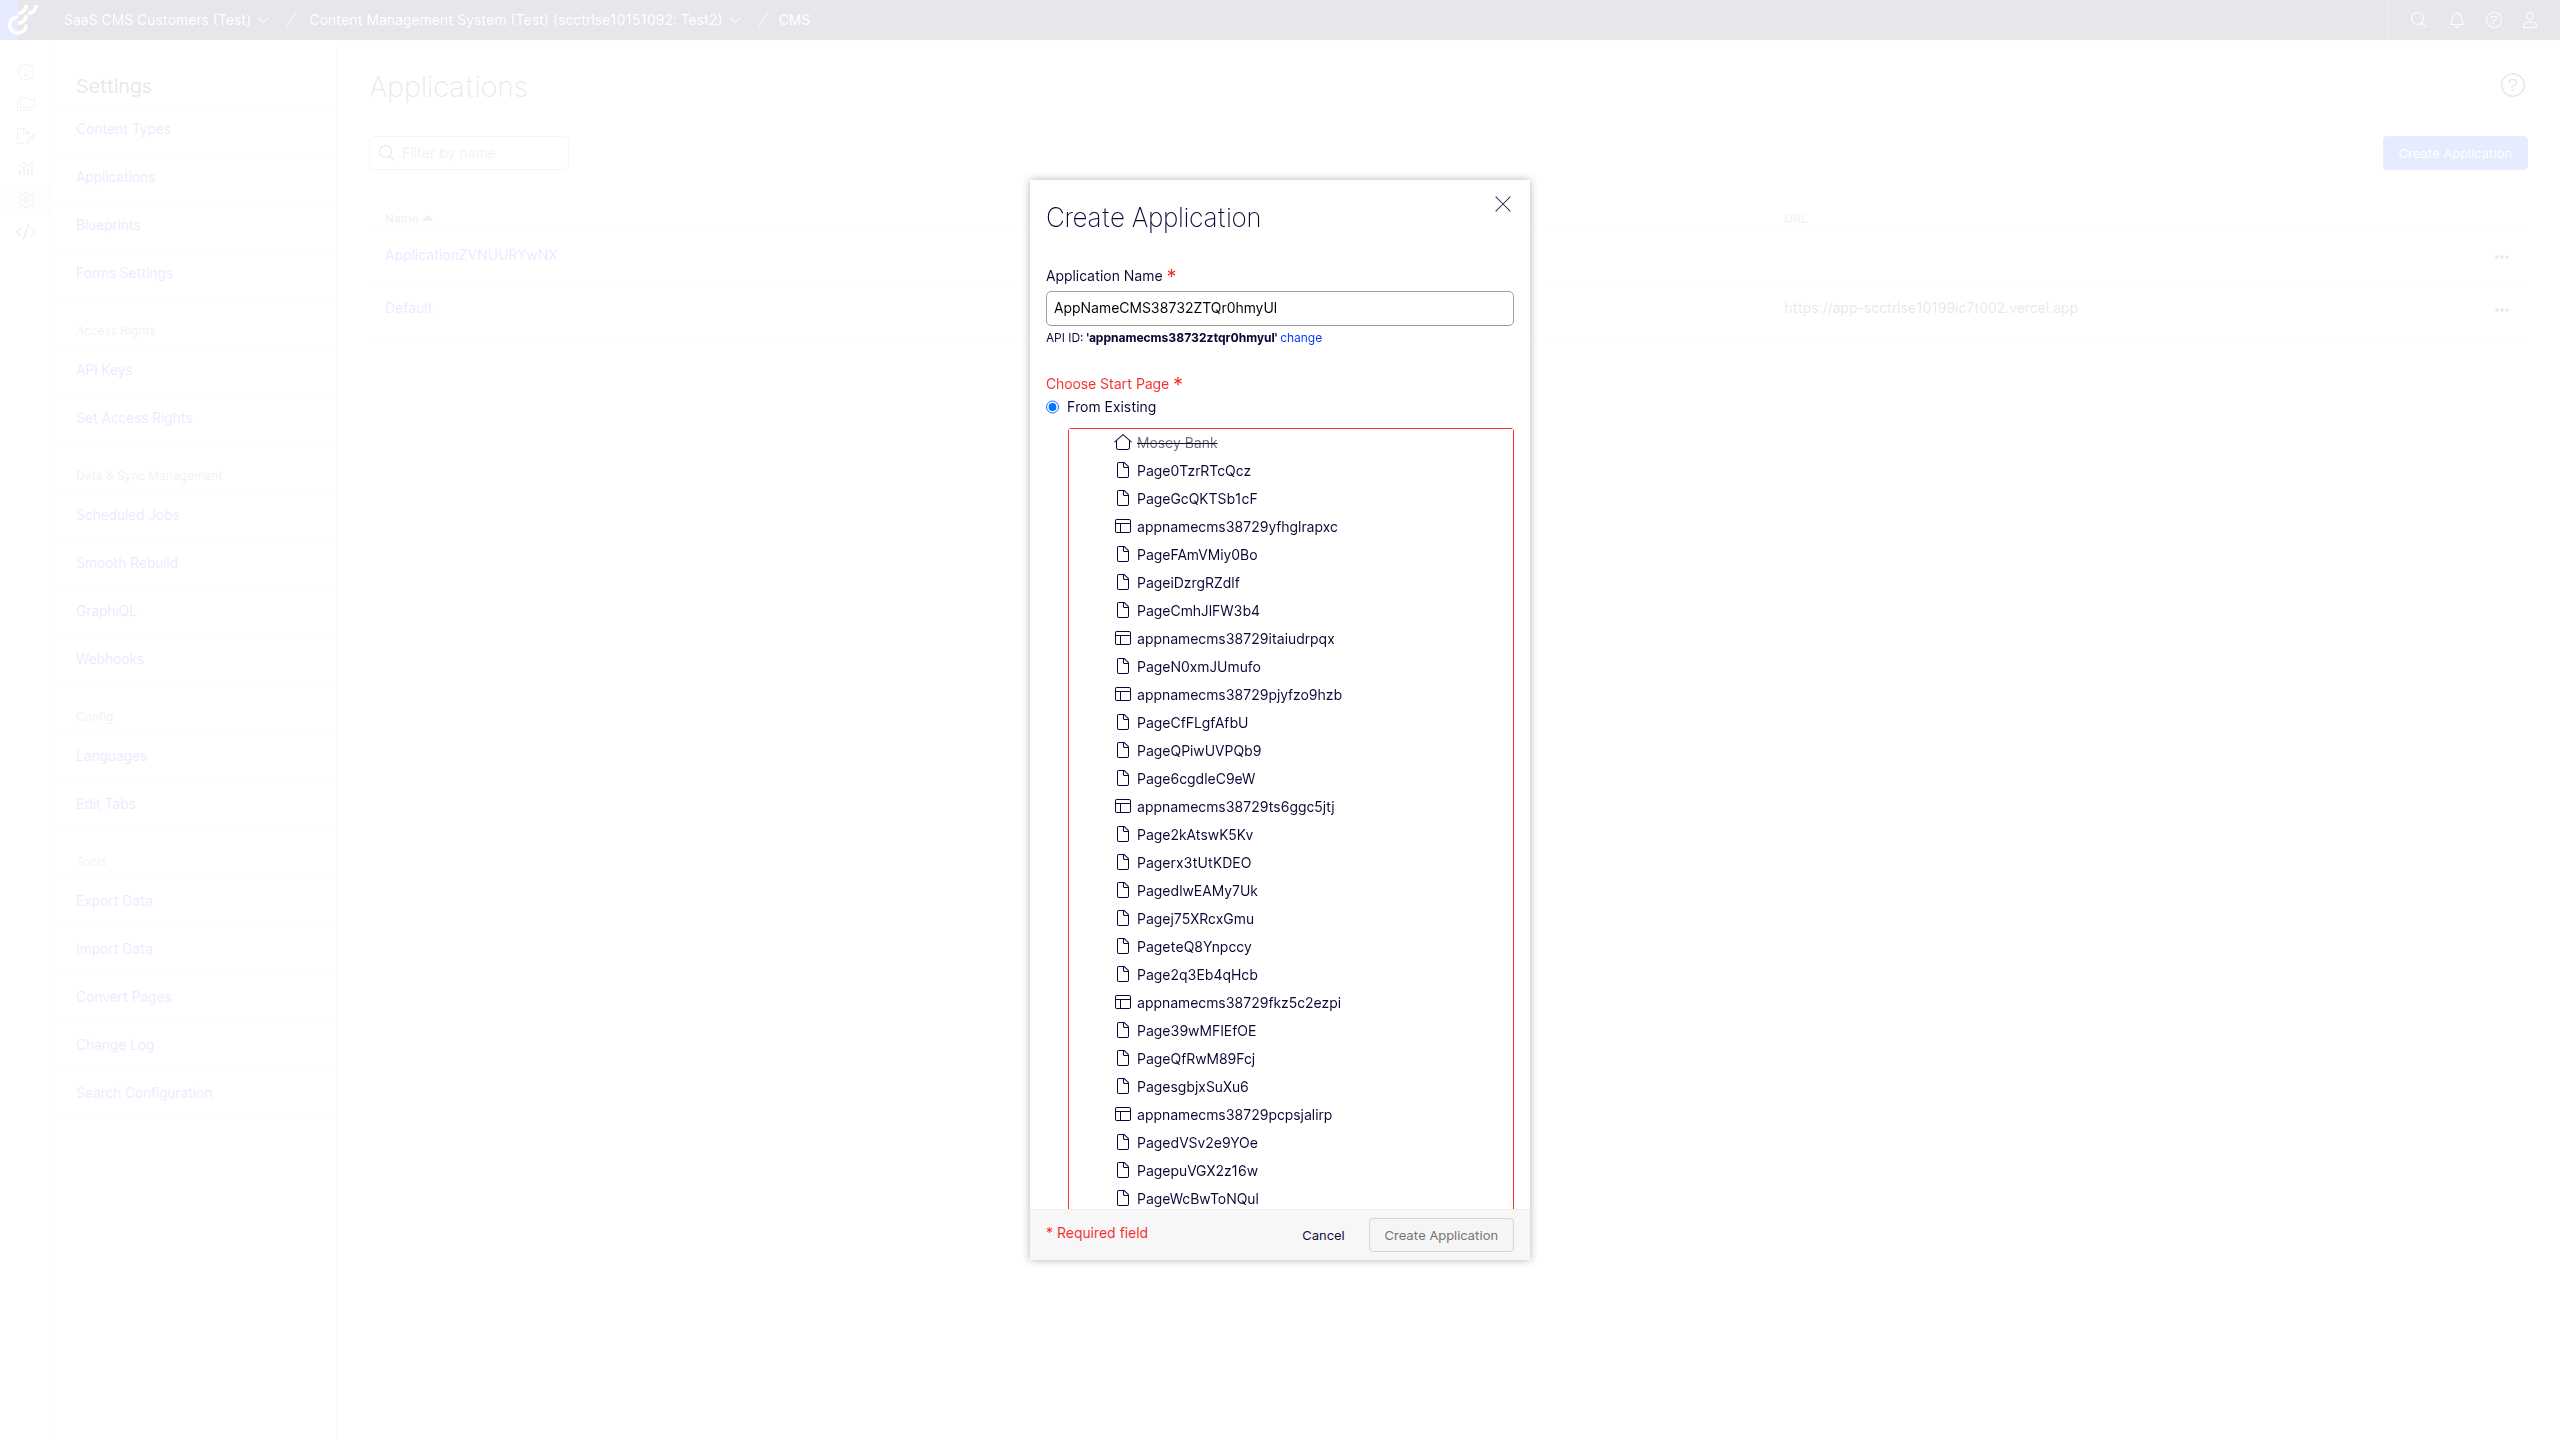 SaaS CMS Customers (Test) / Content Management System (Test) (scctrlse10151092: Test2) / CMS
Settings
Content Types
Applications
Blueprints
Forms Settings
Access Rights
API Keys
Set Access Rights
Data & Sync Management
Scheduled Jobs
Smooth Rebuild
GraphiQL
Webhooks
Config
Languages
Edit Tabs
Tools
Export Data
Import Data
Convert Pages
Change Log
Search Configuration
Applications
Filter by name
Create Application
Name
URL
ApplicationZVNUURYwNX
Default
https://app-scctrlse10199ic7t002.vercel.app
Create Application
Application Name *
AppNameCMS38732ZTQr0hmyUl
API ID: 'appnamecms38732ztqr0hmyul' change
Choose Start Page *
From Existing
Mosey Bank
Page0TzrRTcQcz
PageGcQKTSb1cF
appnamecms38729yfhglrapxc
PageFAmVMiy0Bo
PageiDzrgRZdlf
PageCmhJlFW3b4
appnamecms38729itaiudrpqx
PageN0xmJUmufo
appnamecms38729pjyfzo9hzb
PageCfFLgfAfbU
PageQPiwUVPQb9
Page6cgdleC9eW
appnamecms38729ts6ggc5jtj
Page2kAtswK5Kv
Pagerx3tUtKDEO
PagedlwEAMy7Uk
Pagej75XRcxGmu
PageteQ8Ynpccy
Page2q3Eb4qHcb
appnamecms38729fkz5c2ezpi
Page39wMFlEfOE
PageQfRwM89Fcj
PagesgbjxSuXu6
appnamecms38729pcpsjalirp
PagedVSv2e9YOe
PagepuVGX2z16w
PageWcBwToNQul
* Required field
Cancel
Create Application